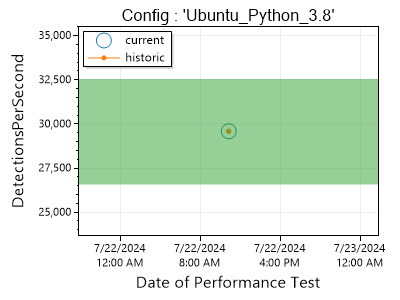 Config : 'Ubuntu_Python_3.8'
35,000
32,500
30,000
27,500
25,000
DetectionsPerSecond
current
historic
7/22/2024 7/22/2024 7/22/2024 7/23/2024
12:00 AM 8:00 AM 4:00 PM 12:00 AM
Date of Performance Test